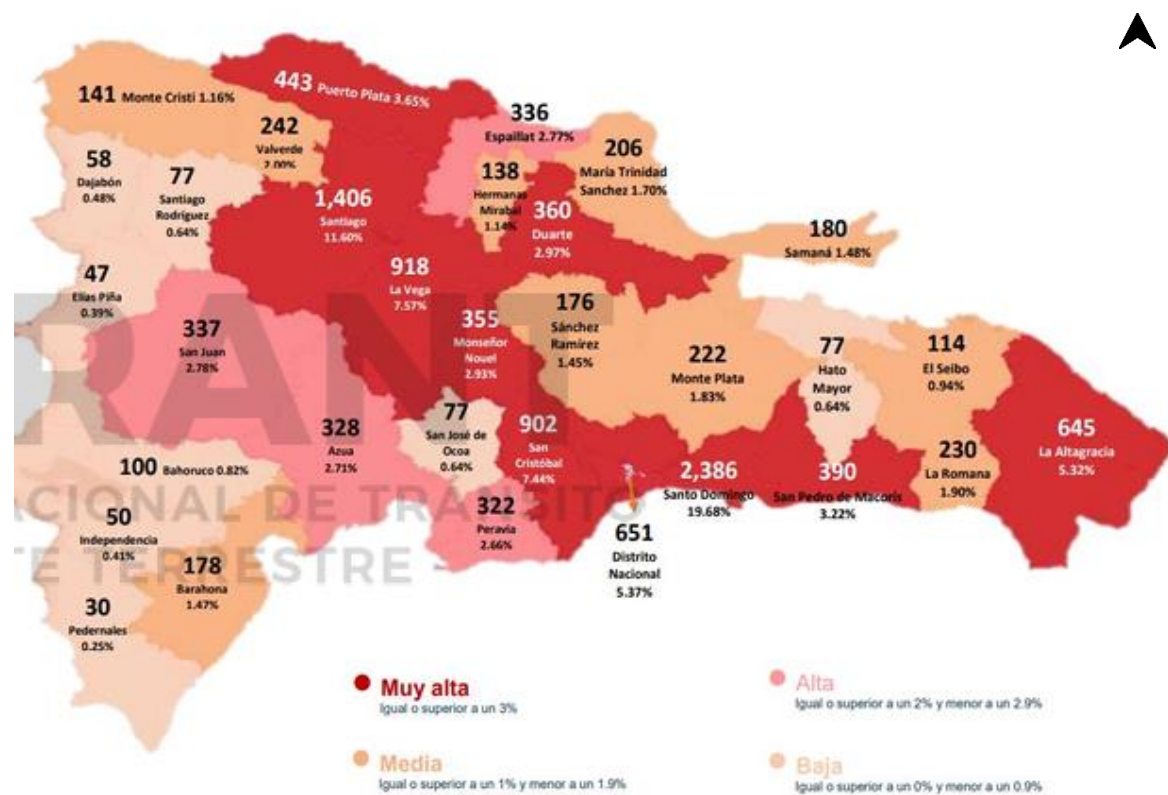 443 Puerto Plata 3.65%
141 Monte Cristi 1.16%
336
Espaillat 2.77%
242
Valverde
2.00%
206
María Trinidad
Sanchez 1.70%
58
Dajabón
0.48%
77
Santiago
Rodríguez
0.64%
138
Hermanas
Mirabal
1.14%
1,406
Santiago
11.60%
360
Duarte
2.97%
180
Samaná 1.48%
47
Elías Piña
0.39%
918
La Vega
7.57%
337
San Juan
2.78%
355
Monseñor
Nouel
2.93%
176
Sánchez
Ramírez
1.45%
222
Monte Plata
1.83%
77
Hato
Mayor
0.64%
114
El Seibo
0.94%
328
Azua
2.71%
77
San José de
Ocoa
0.64%
902
San
Cristóbal
7.44%
645
La Altagracia
5.32%
230
La Romana
1.90%
100 Bahoruco 0.82%
2,386
Santo Domingo
19.68%
390
San Pedro de Macorís
3.22%
50
Independencia
0.41%
322
Peravia
2.66%
651
Distrito
Nacional
5.37%
178
Barahona
1.47%
30
Pedernales
0.25%
RANT
ACIONAL DE TRÁNSITO
TE TERRESTRE -
Muy alta
Igual o superior a un 3%
Alta
Igual o superior a un 2% y menor a un 2.9%
Media
Igual o superior a un 1% y menor a un 1.9%
Baja
Igual o superior a un 0% y menor a un 0.9%